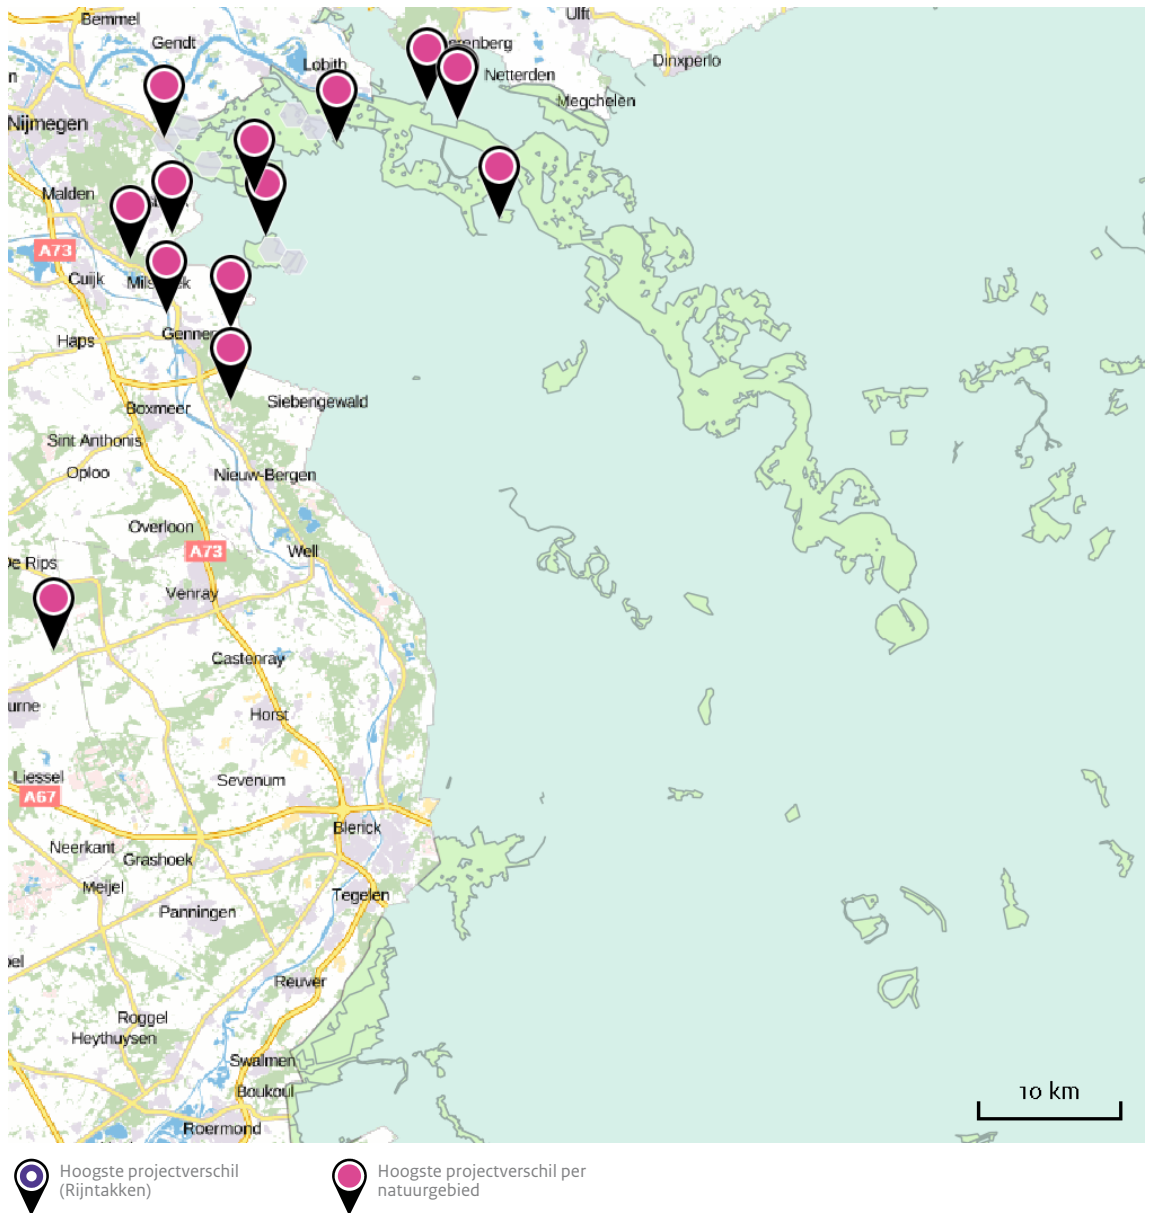 Bemmel
Ulft
Gendt
Lobith
Netterden
Dinxperlo
Megchelen
Nijmegen
Malden
A73
Cuijk
Haps
Siebengewald
Boxmeer
Sint Anthonis
Oploo
Nieuw-Bergen
Overloon
A73
Well
De Rips
Venray
Castenray
Horst
Liessel
Sevenum
A67
Blerick
Neerkant
Grashoek
Meijel
Tegelen
Panningen
Reuver
Roggel
Heythuysen
Swalmen
Boukoul
Roermond
10 km
Hoogste projectverschil
(Rijntakken)
Hoogste projectverschil per
natuurgebied